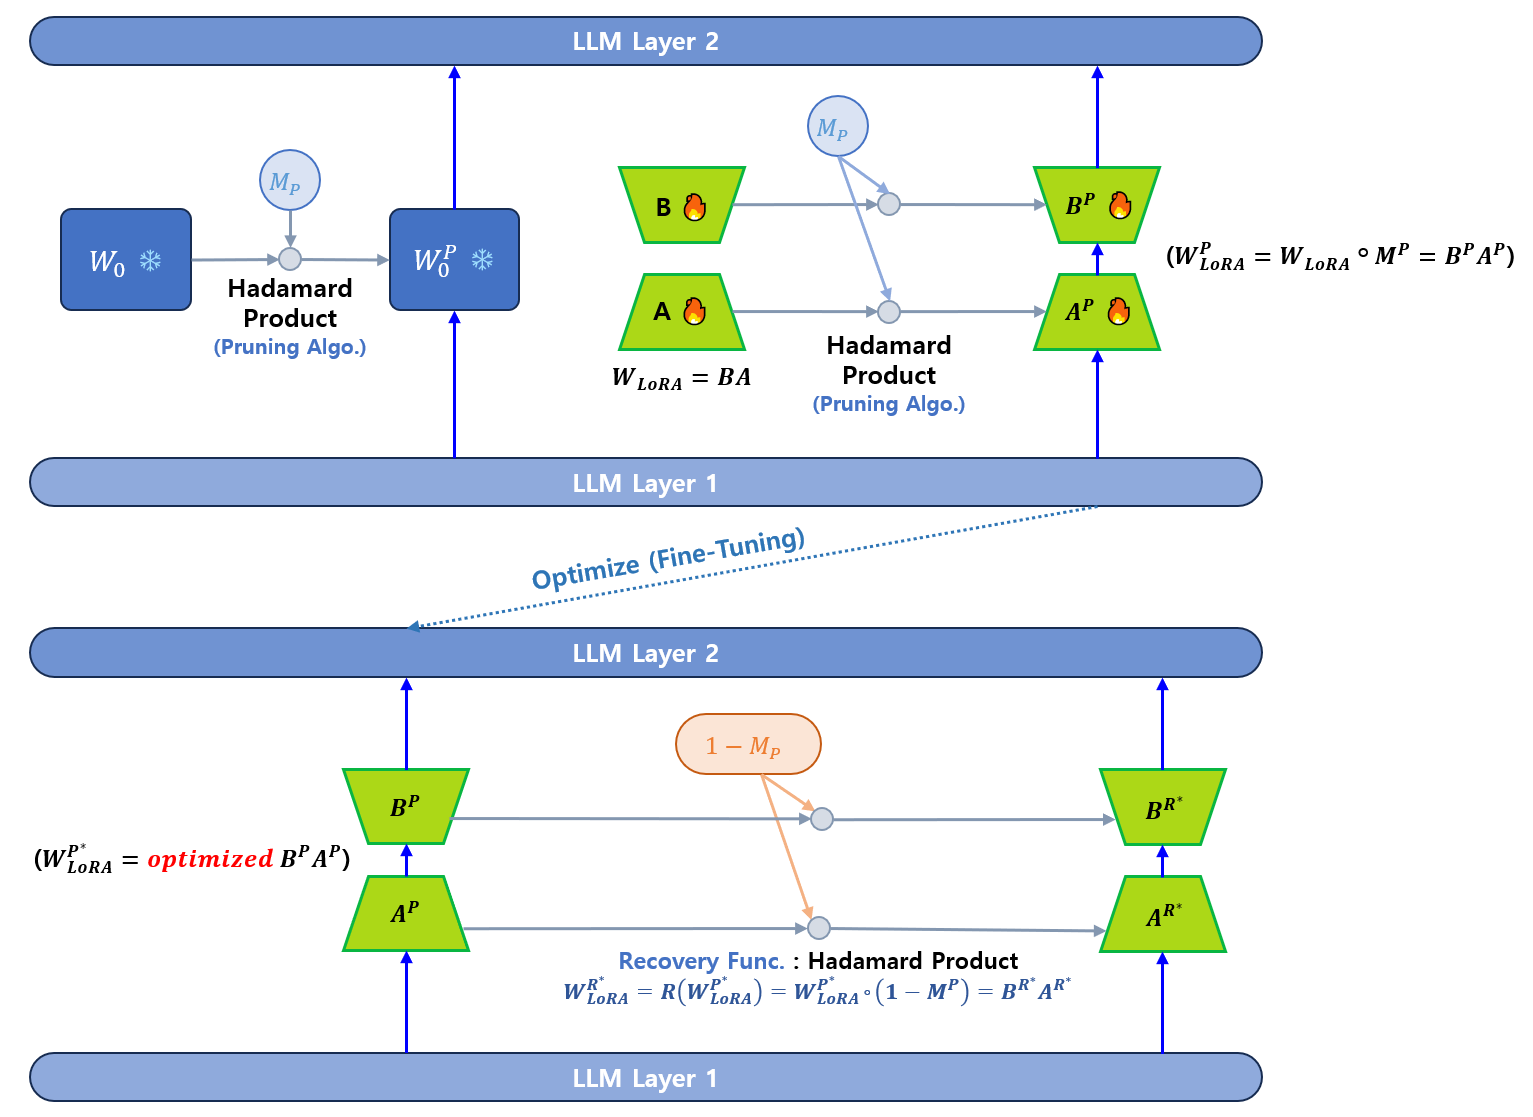 LLM Layer 2
M_P
M_P
B
B^P
W_0
W_0^P
(W_{LoRA}^P = W_{LoRA} ∘ M^P = B^P A^P)
Hadamard
Product
(Pruning Algo.)
A
A^P
Hadamard
Product
(Pruning Algo.)
W_{LoRA} = BA
LLM Layer 1
Optimize (Fine-Tuning)
LLM Layer 2
1 − M_P
B^P
B^{R*}
(W_{LoRA}^{P*} = optimized B^P A^P)
A^P
A^{R*}
Recovery Func. : Hadamard Product
W_{LoRA}^{R*} = R(W_{LoRA}^{P*}) = W_{LoRA}^{P*}∘(1 − M^P) = B^{R*} A^{R*}
LLM Layer 1